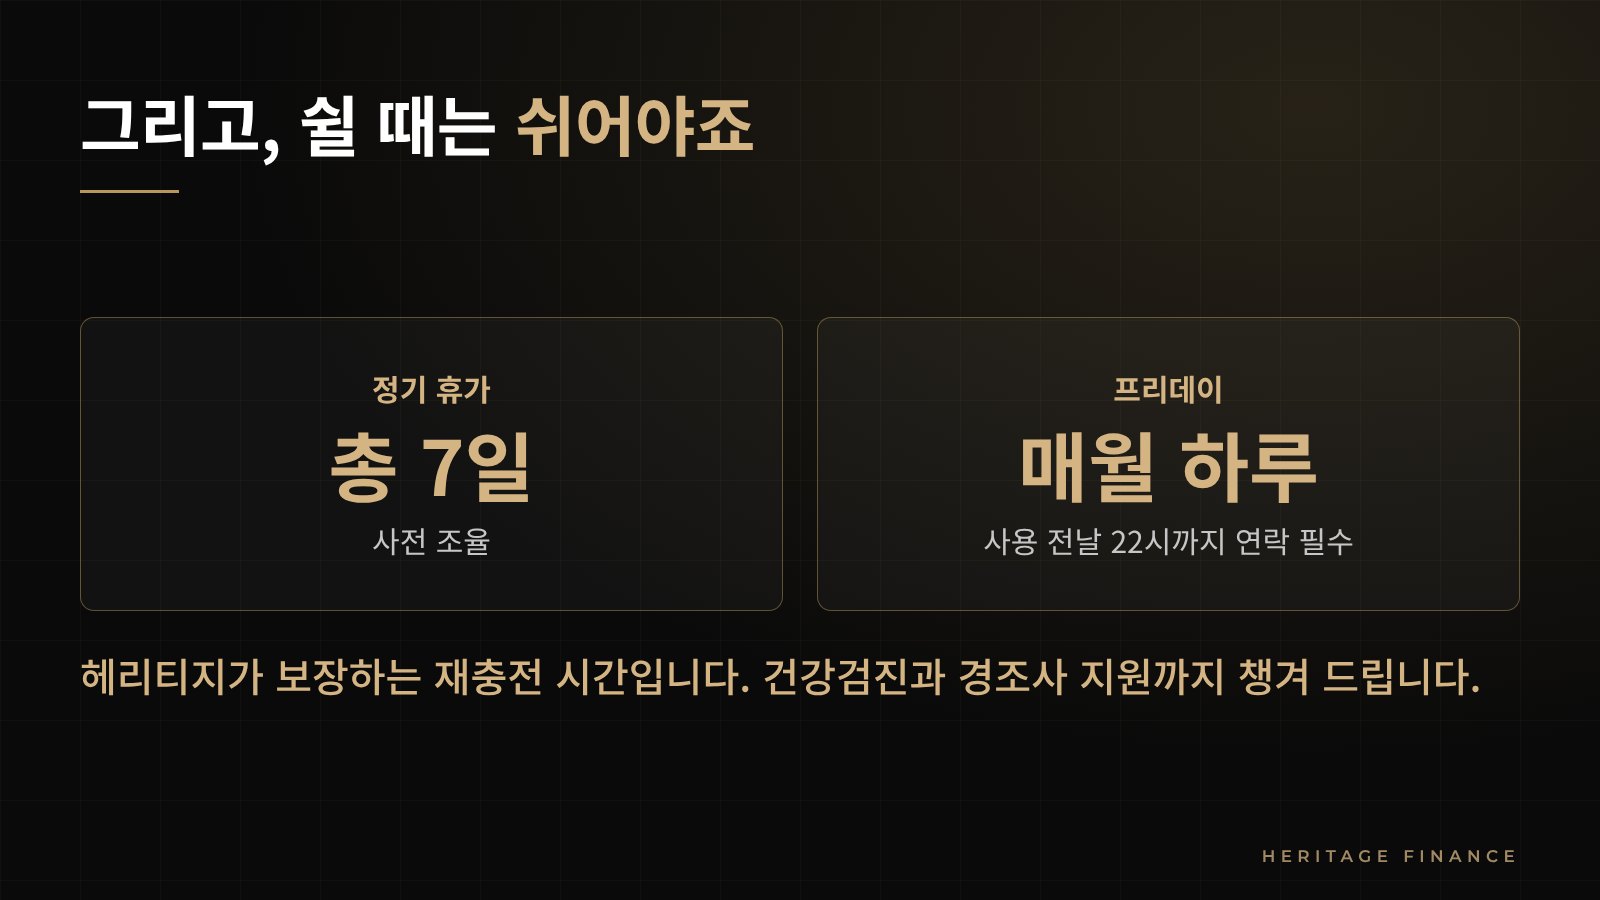 그리고, 쉴 때는 쉬어야죠
정기 휴가
총 7일
사전 조율
프리데이
매월 하루
사용 전날 22시까지 연락 필수
헤리티지가 보장하는 재충전 시간입니다. 건강검진과 경조사 지원까지 챙겨 드립니다.
HERITAGE FINANCE